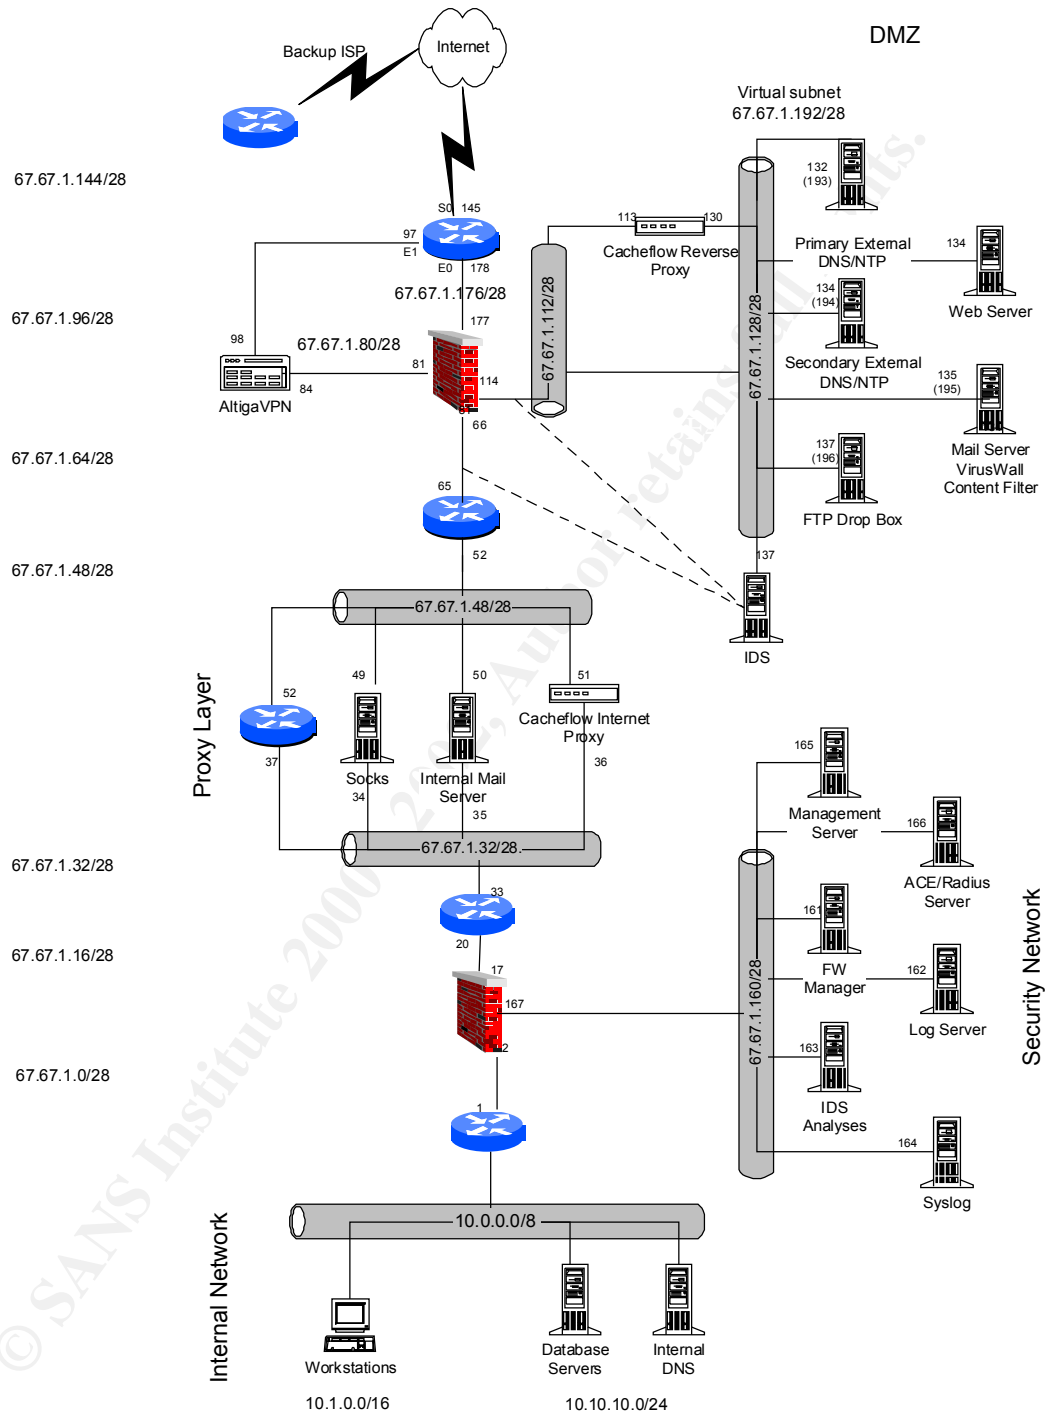 Internet
Backup ISP
DMZ
Virtual subnet
67.67.1.192/28
132
(193)
67.67.1.144/28
S0 145
97
E1
E0 178
67.67.1.176/28
113
130
Cacheflow Reverse
Proxy
Primary External
DNS/NTP
134
Web Server
134
(194)
Secondary External
DNS/NTP
67.67.1.112/28
67.67.1.128/28
67.67.1.96/28
177
98
67.67.1.80/28
81
114
84
AltigaVPN
66
135
(195)
Mail Server
VirusWall
Content Filter
137
(196)
FTP Drop Box
67.67.1.64/28
65
52
137
IDS
67.67.1.48/28
67.67.1.48/28
Proxy Layer
52
49
50
51
Cacheflow Internet
Proxy
37
Socks
34
Internal Mail
Server
35
36
67.67.1.32/28.
67.67.1.32/28
33
20
165
Management
Server
166
ACE/Radius
Server
67.67.1.16/28
17
167
2
161
FW
Manager
162
Log Server
67.67.1.160/28
Security Network
163
IDS
Analyses
164
Syslog
67.67.1.0/28
1
Internal Network
10.0.0.0/8
Workstations
Database
Servers
Internal
DNS
10.1.0.0/16
10.10.10.0/24
© SANS Institute 2000 - 2002, Author retains full rights.